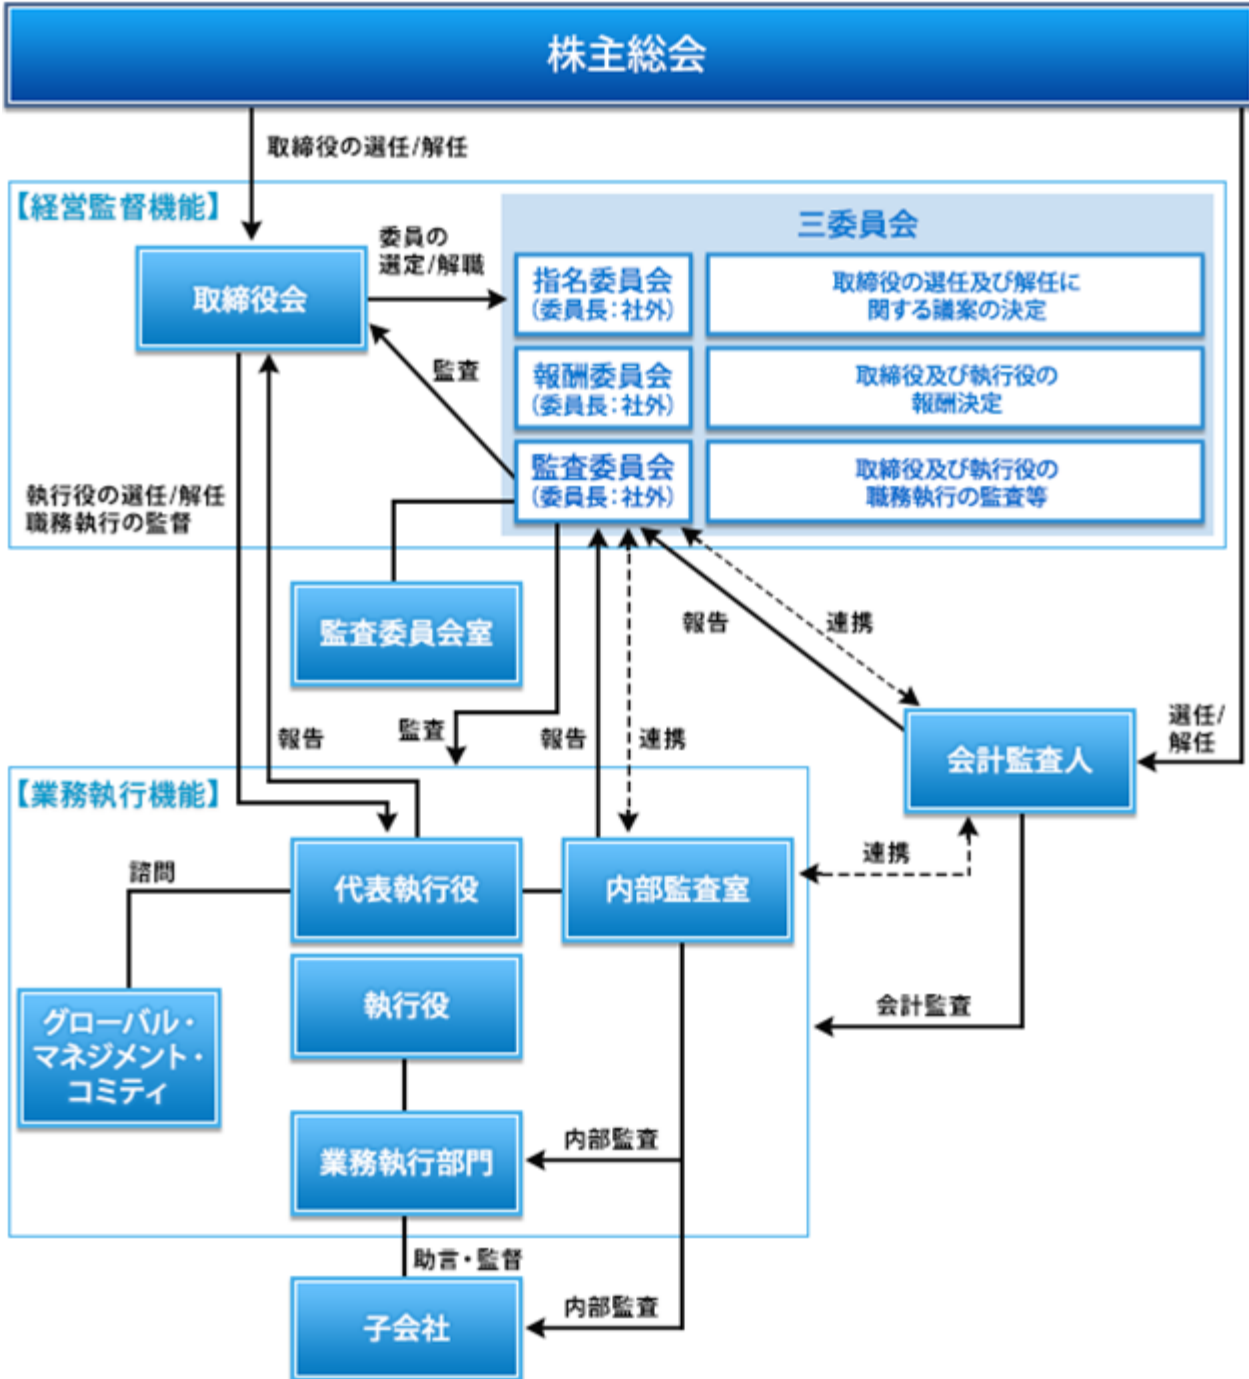 株主総会
取締役の選任/解任
【経営監督機能】
三委員会
委員の
選定/解職
取締役会
指名委員会
(委員長:社外)
取締役の選任及び解任に
関する議案の決定
監査
報酬委員会
(委員長:社外)
取締役及び執行役の
報酬決定
監査委員会
(委員長:社外)
取締役及び執行役の
職務執行の監査等
執行役の選任/解任
職務執行の監督
監査委員会室
報告
連携
選任/
解任
報告
監査
報告
連携
会計監査人
【業務執行機能】
諮問
代表執行役
内部監査室
連携
執行役
会計監査
グローバル・
マネジメント・
コミティ
業務執行部門
内部監査
助言・監督
子会社
内部監査